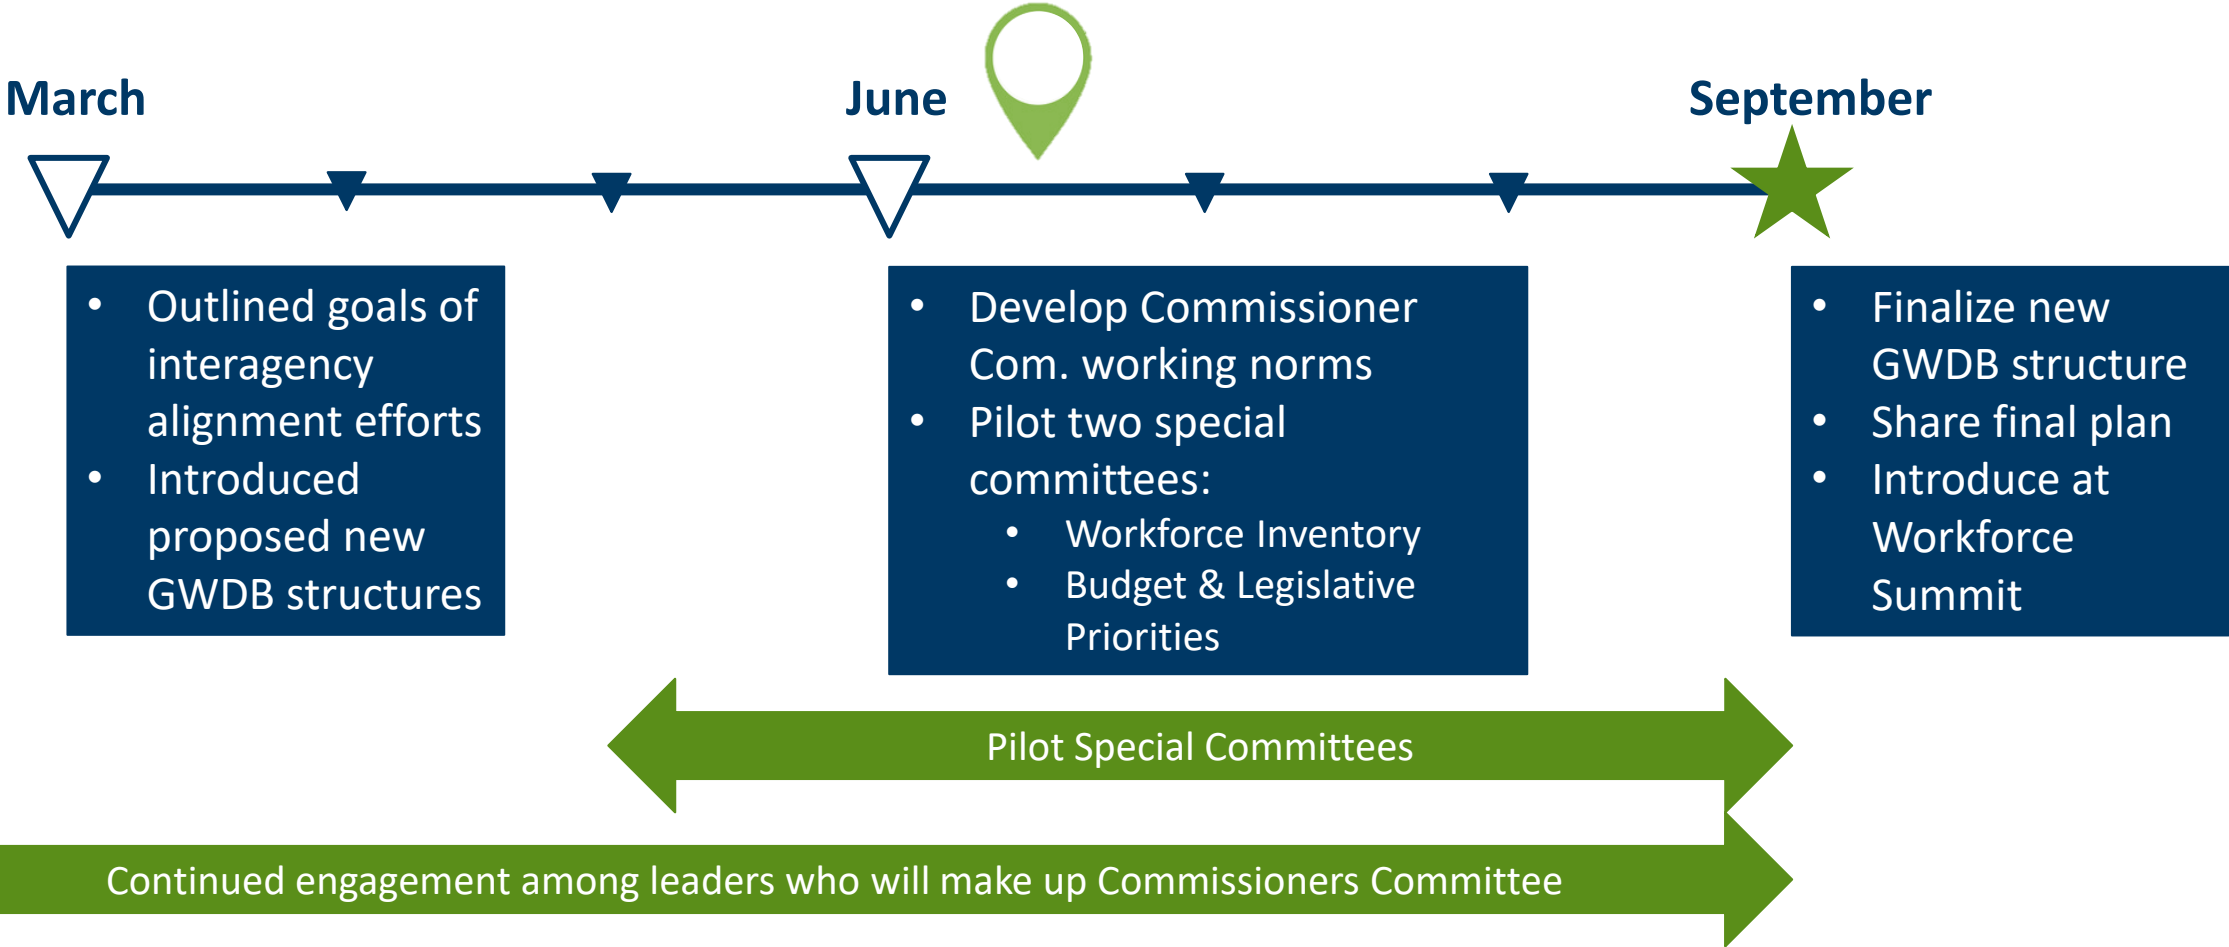 March
June
September
• Outlined goals of
interagency
alignment efforts
• Introduced
proposed new
GWDB structures
• Develop Commissioner
Com. working norms
• Pilot two special
committees:
• Workforce Inventory
• Budget & Legislative
Priorities
• Finalize new
GWDB structure
• Share final plan
• Introduce at
Workforce
Summit
Pilot Special Committees
Continued engagement among leaders who will make up Commissioners Committee